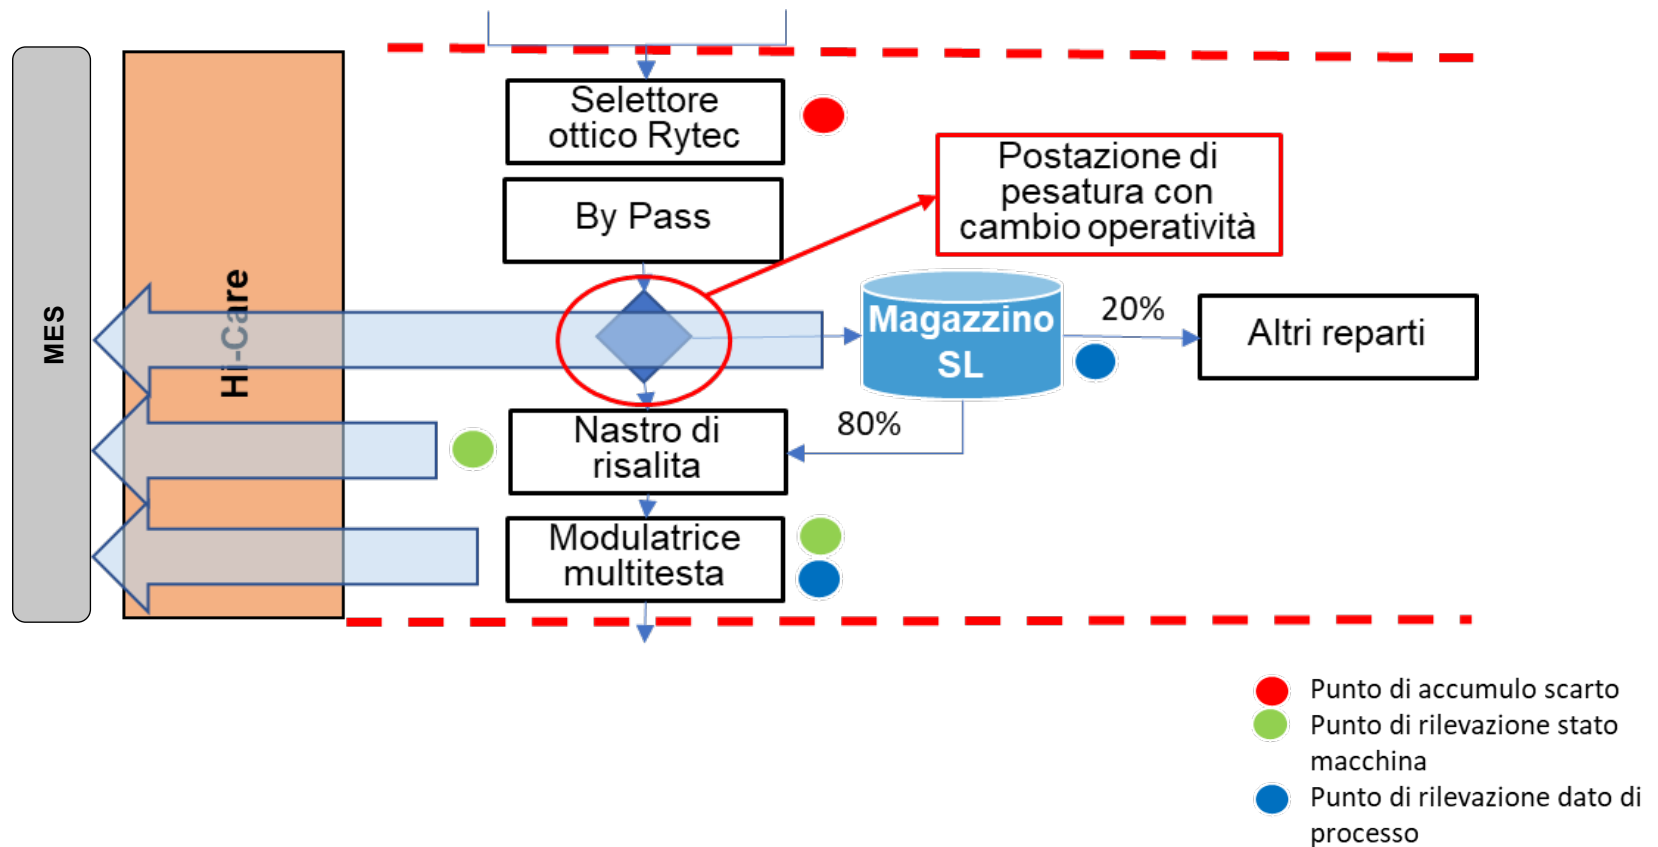 MES
Hi-Care
Selettore
ottico Rytec
By Pass
Postazione di
pesatura con
cambio operatività
Magazzino
SL
20%
Altri reparti
80%
Nastro di
risalita
Modulatrice
multitesta
Punto di accumulo scarto
Punto di rilevazione stato
macchina
Punto di rilevazione dato di
processo